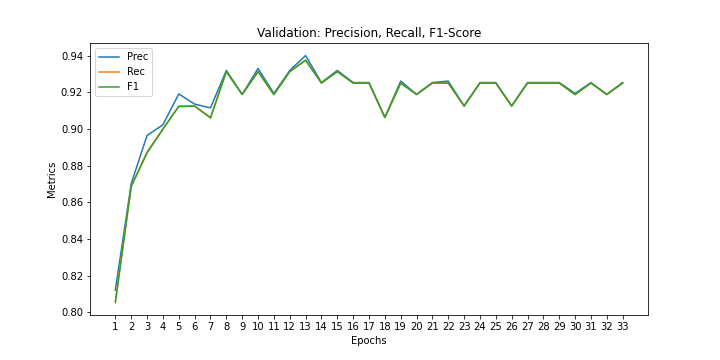 Validation: Precision, Recall, F1-Score
Prec
Rec
F1
0.94
0.92
0.90
0.88
0.86
0.84
0.82
0.80
Metrics
1 2 3 4 5 6 7 8 9 10 11 12 13 14 15 16 17 18 19 20 21 22 23 24 25 26 27 28 29 30 31 32 33
Epochs